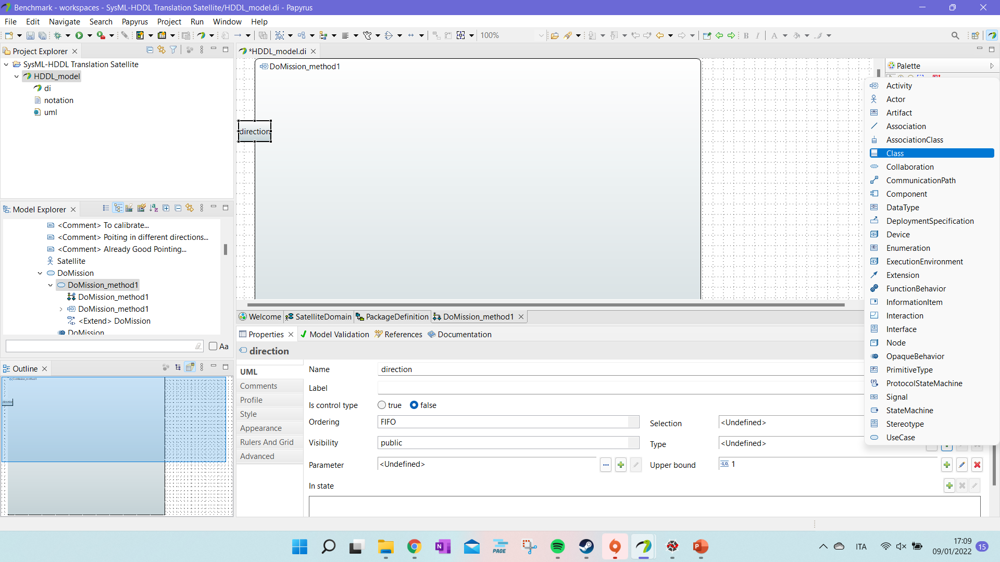 Benchmark - workspaces - SysML-HDDL Translation Satellite/HDDL_model.di - Papyrus
File Edit Navigate Search Papyrus Project Run Window Help
100%
Project Explorer
SysML-HDDL Translation Satellite
HDDL_model
di
notation
uml
Model Explorer
<Comment> To calibrate...
<Comment> Poiting in different directions...
<Comment> Already Good Pointing...
Satellite
DoMission
DoMission_method1
DoMission_method1
DoMission_method1
<Extend> DoMission
DoMission
Aa
Outline
DoMission_method1
direction
*HDDL_model.di
DoMission_method1
direction
Palette
Activity
Actor
Artifact
Association
AssociationClass
Class
Collaboration
CommunicationPath
Component
DataType
DeploymentSpecification
Device
Enumeration
ExecutionEnvironment
Extension
FunctionBehavior
InformationItem
Interaction
Interface
Node
OpaqueBehavior
PrimitiveType
ProtocolStateMachine
Signal
StateMachine
Stereotype
UseCase
Welcome SatelliteDomain PackageDefinition DoMission_method1
Properties Model Validation References Documentation
direction
UML
Comments
Profile
Style
Appearance
Rulers And Grid
Advanced
Name direction
Label
Is control type true false
Ordering FIFO Selection <Undefined>
Visibility public Type <Undefined>
Parameter <Undefined> Upper bound 1
In state
PAGE
ITA
17:09
09/01/2022
15